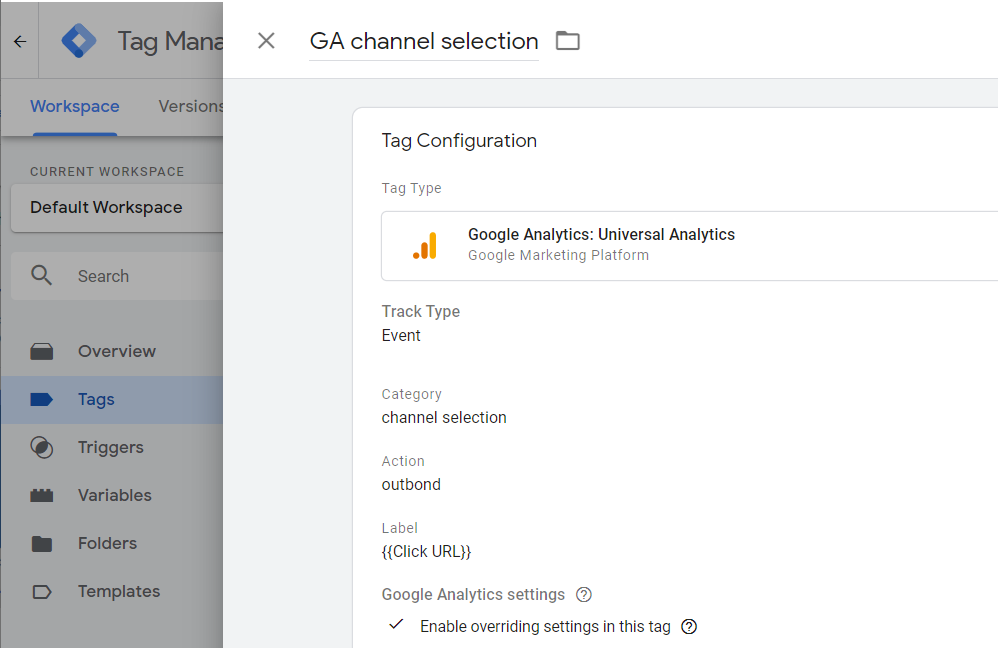 Tag Mana
GA channel selection
Workspace
Versions
CURRENT WORKSPACE
Default Workspace
Search
Overview
Tags
Triggers
Variables
Folders
Templates
Tag Configuration
Tag Type
Google Analytics: Universal Analytics
Google Marketing Platform
Track Type
Event
Category
channel selection
Action
outbond
Label
{{Click URL}}
Google Analytics settings ?
Enable overriding settings in this tag ?